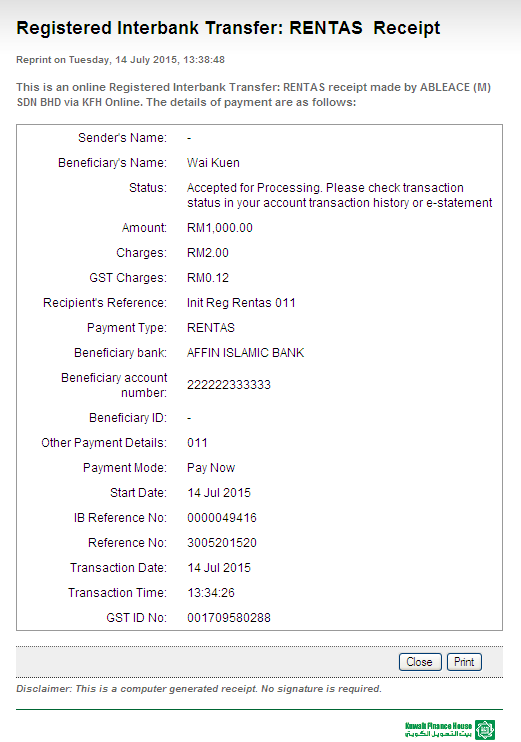 Registered Interbank Transfer: RENTAS Receipt
Reprint on Tuesday, 14 July 2015, 13:38:48
This is an online Registered Interbank Transfer: RENTAS receipt made by ABLEACE (M)
SDN BHD via KFH Online. The details of payment are as follows:
Sender's Name: -
Beneficiary's Name: Wai Kuen
Status: Accepted for Processing. Please check transaction
status in your account transaction history or e-statement
Amount: RM1,000.00
Charges: RM2.00
GST Charges: RM0.12
Recipient's Reference: Init Reg Rentas 011
Payment Type: RENTAS
Beneficiary bank: AFFIN ISLAMIC BANK
Beneficiary account
number: 222222333333
Beneficiary ID: -
Other Payment Details: 011
Payment Mode: Pay Now
Start Date: 14 Jul 2015
IB Reference No: 0000049416
Reference No: 3005201520
Transaction Date: 14 Jul 2015
Transaction Time: 13:34:26
GST ID No: 001709580288
Close Print
Disclaimer: This is a computer generated receipt. No signature is required.
Kuwait Finance House
بيت التمويل الكويتي